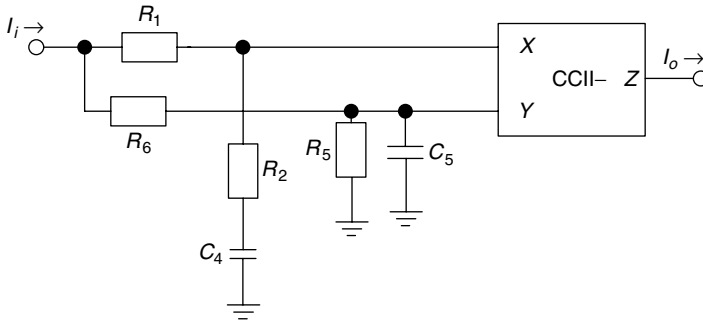 I_i →
R_1
X
CCII–
Z
I_o →
R_6
Y
R_5
C_5
R_2
C_4